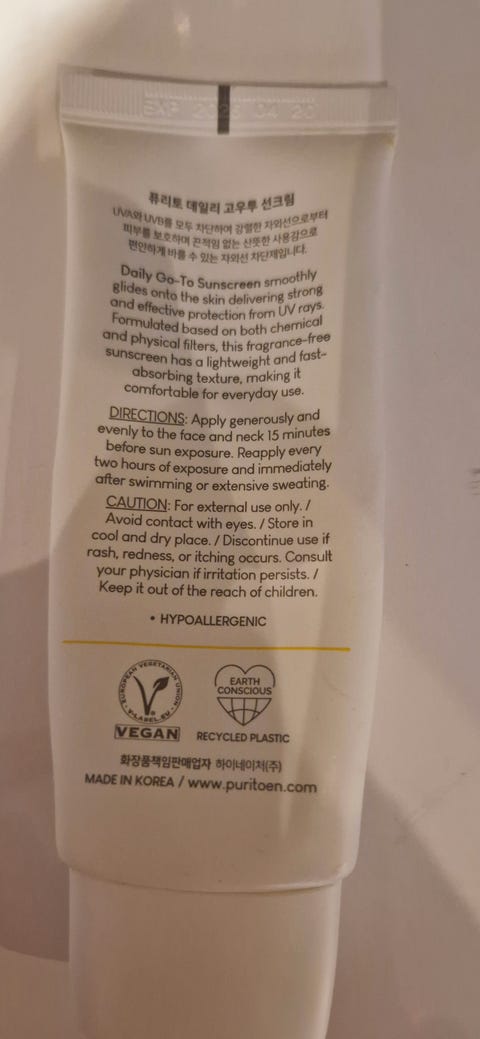 EXP 04 20
퓨리토 데일리 고우투 선크림
UVA와 UVB를 모두 차단하여 강렬한 자외선으로부터
피부를 보호하며 끈적임 없는 산뜻한 사용감으로
편안하게 바를 수 있는 자외선 차단제입니다.
Daily Go-To Sunscreen smoothly
glides onto the skin delivering strong
and effective protection from UV rays.
Formulated based on both chemical
and physical filters, this fragrance-free
sunscreen has a lightweight and fast-
absorbing texture, making it
comfortable for everyday use.
DIRECTIONS: Apply generously and
evenly to the face and neck 15 minutes
before sun exposure. Reapply every
two hours of exposure and immediately
after swimming or extensive sweating.
CAUTION: For external use only. /
Avoid contact with eyes. / Store in
cool and dry place. / Discontinue use if
rash, redness, or itching occurs. Consult
your physician if irritation persists. /
Keep it out of the reach of children.
• HYPOALLERGENIC
EUROPEAN VEGETARIAN UNION
V-LABEL.EU
VEGAN
EARTH
CONSCIOUS
RECYCLED PLASTIC
화장품책임판매업자 하이네이처(주)
MADE IN KOREA / www.puritoen.com